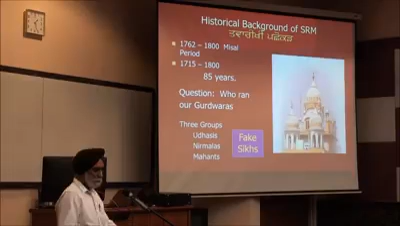 Historical Background of SRM
ਤਵਾਰੀਖੀ ਪਛੋਕੜ
1762 – 1800 Misal
Period
1715 – 1800
85 years.
Question: Who ran
our Gurdwaras
Three Groups
Udhasis
Nirmalas
Mahants
Fake
Sikhs